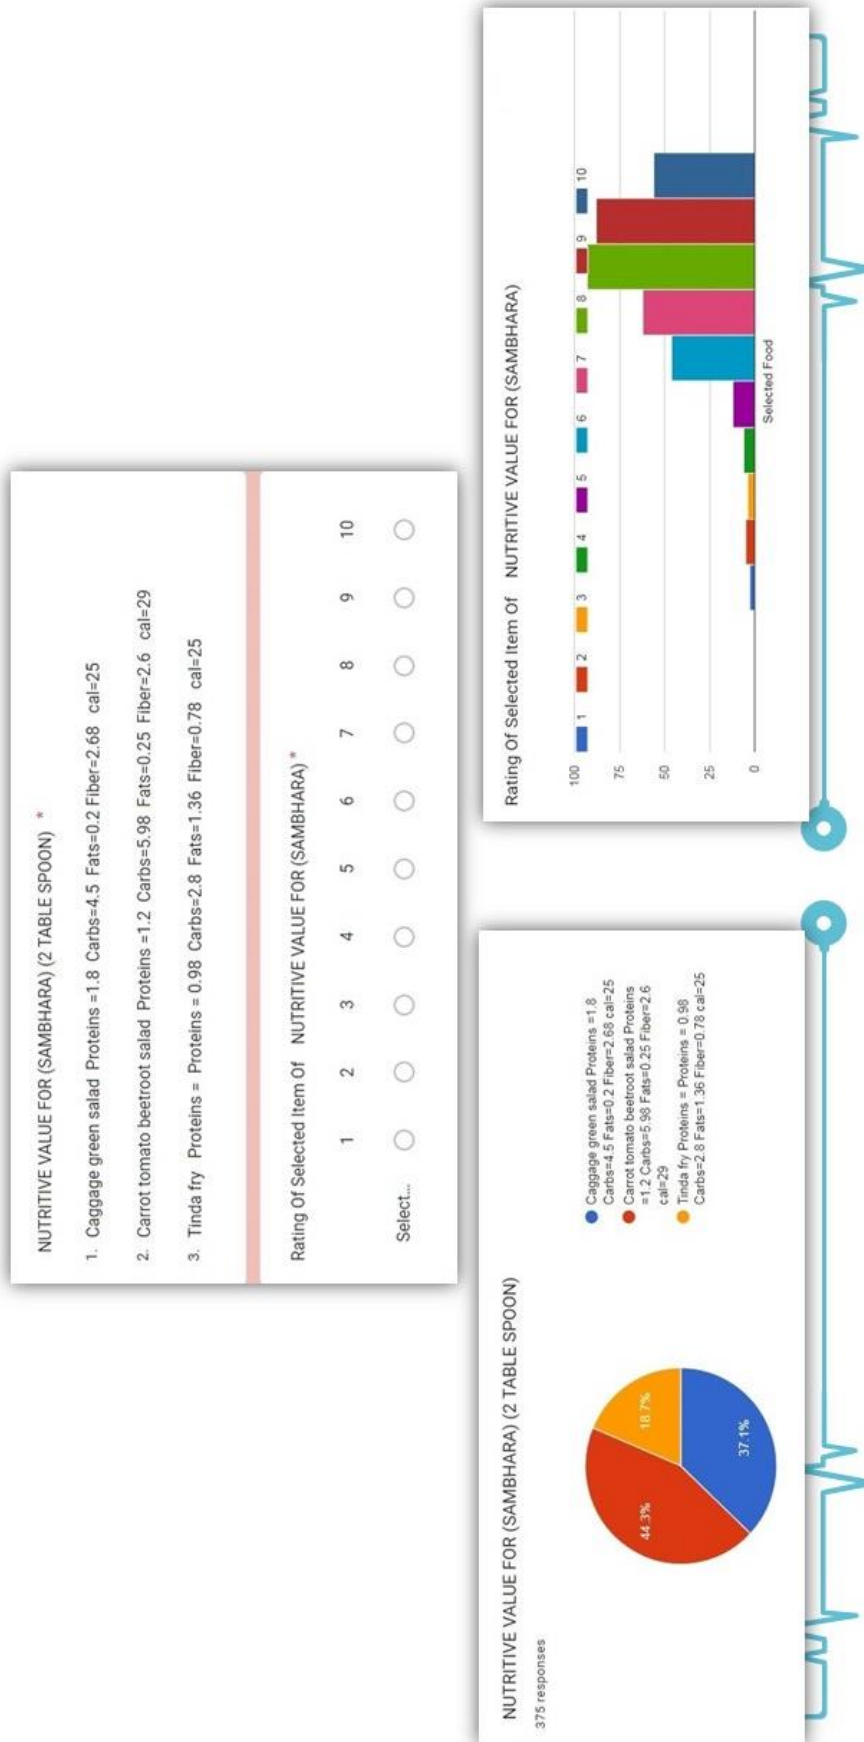 NUTRITIVE VALUE FOR (SAMBHARA) (2 TABLE SPOON) *
1. Caggage green salad Proteins =1.8 Carbs=4.5 Fats=0.2 Fiber=2.68 cal=25
2. Carrot tomato beetroot salad Proteins =1.2 Carbs=5.98 Fats=0.25 Fiber=2.6 cal=29
3. Tinda fry Proteins = Proteins = 0.98 Carbs=2.8 Fats=1.36 Fiber=0.78 cal=25
Rating Of Selected Item Of NUTRITIVE VALUE FOR (SAMBHARA) *
1 2 3 4 5 6 7 8 9 10
Select...
NUTRITIVE VALUE FOR (SAMBHARA) (2 TABLE SPOON)
375 responses
Caggage green salad Proteins =1.8
Carbs=4.5 Fats=0.2 Fiber=2.68 cal=25
Carrot tomato beetroot salad Proteins
=1.2 Carbs=5.98 Fats=0.25 Fiber=2.6
cal=29
Tinda fry Proteins = Proteins = 0.98
Carbs=2.8 Fats=1.36 Fiber=0.78 cal=25
44.3%
18.7%
37.1%
Rating Of Selected Item Of NUTRITIVE VALUE FOR (SAMBHARA)
1 2 3 4 5 6 7 8 9 10
100
75
50
25
0
Selected Food